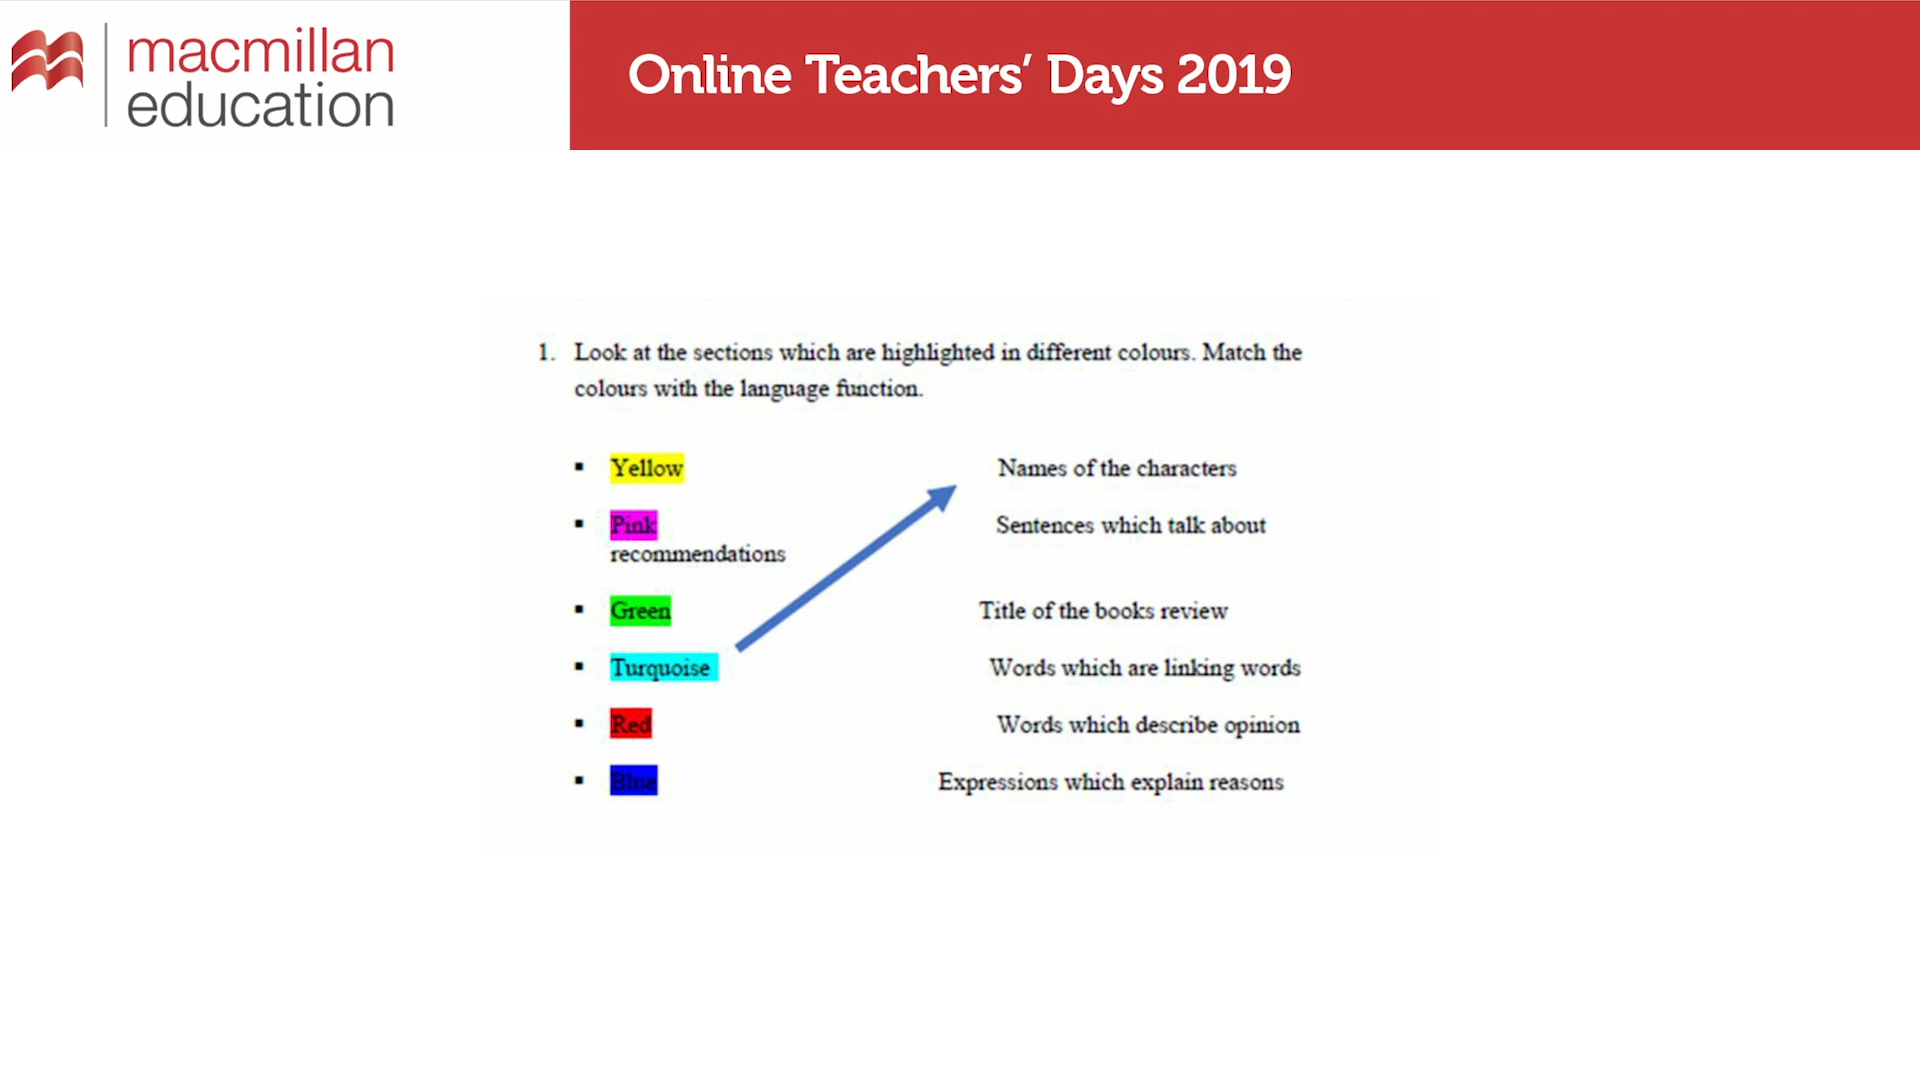 macmillan
education
Online Teachers’ Days 2019
1. Look at the sections which are highlighted in different colours. Match the
colours with the language function.
▪ Yellow Names of the characters
▪ Pink Sentences which talk about
recommendations
▪ Green Title of the books review
▪ Turquoise Words which are linking words
▪ Red Words which describe opinion
▪ Blue Expressions which explain reasons